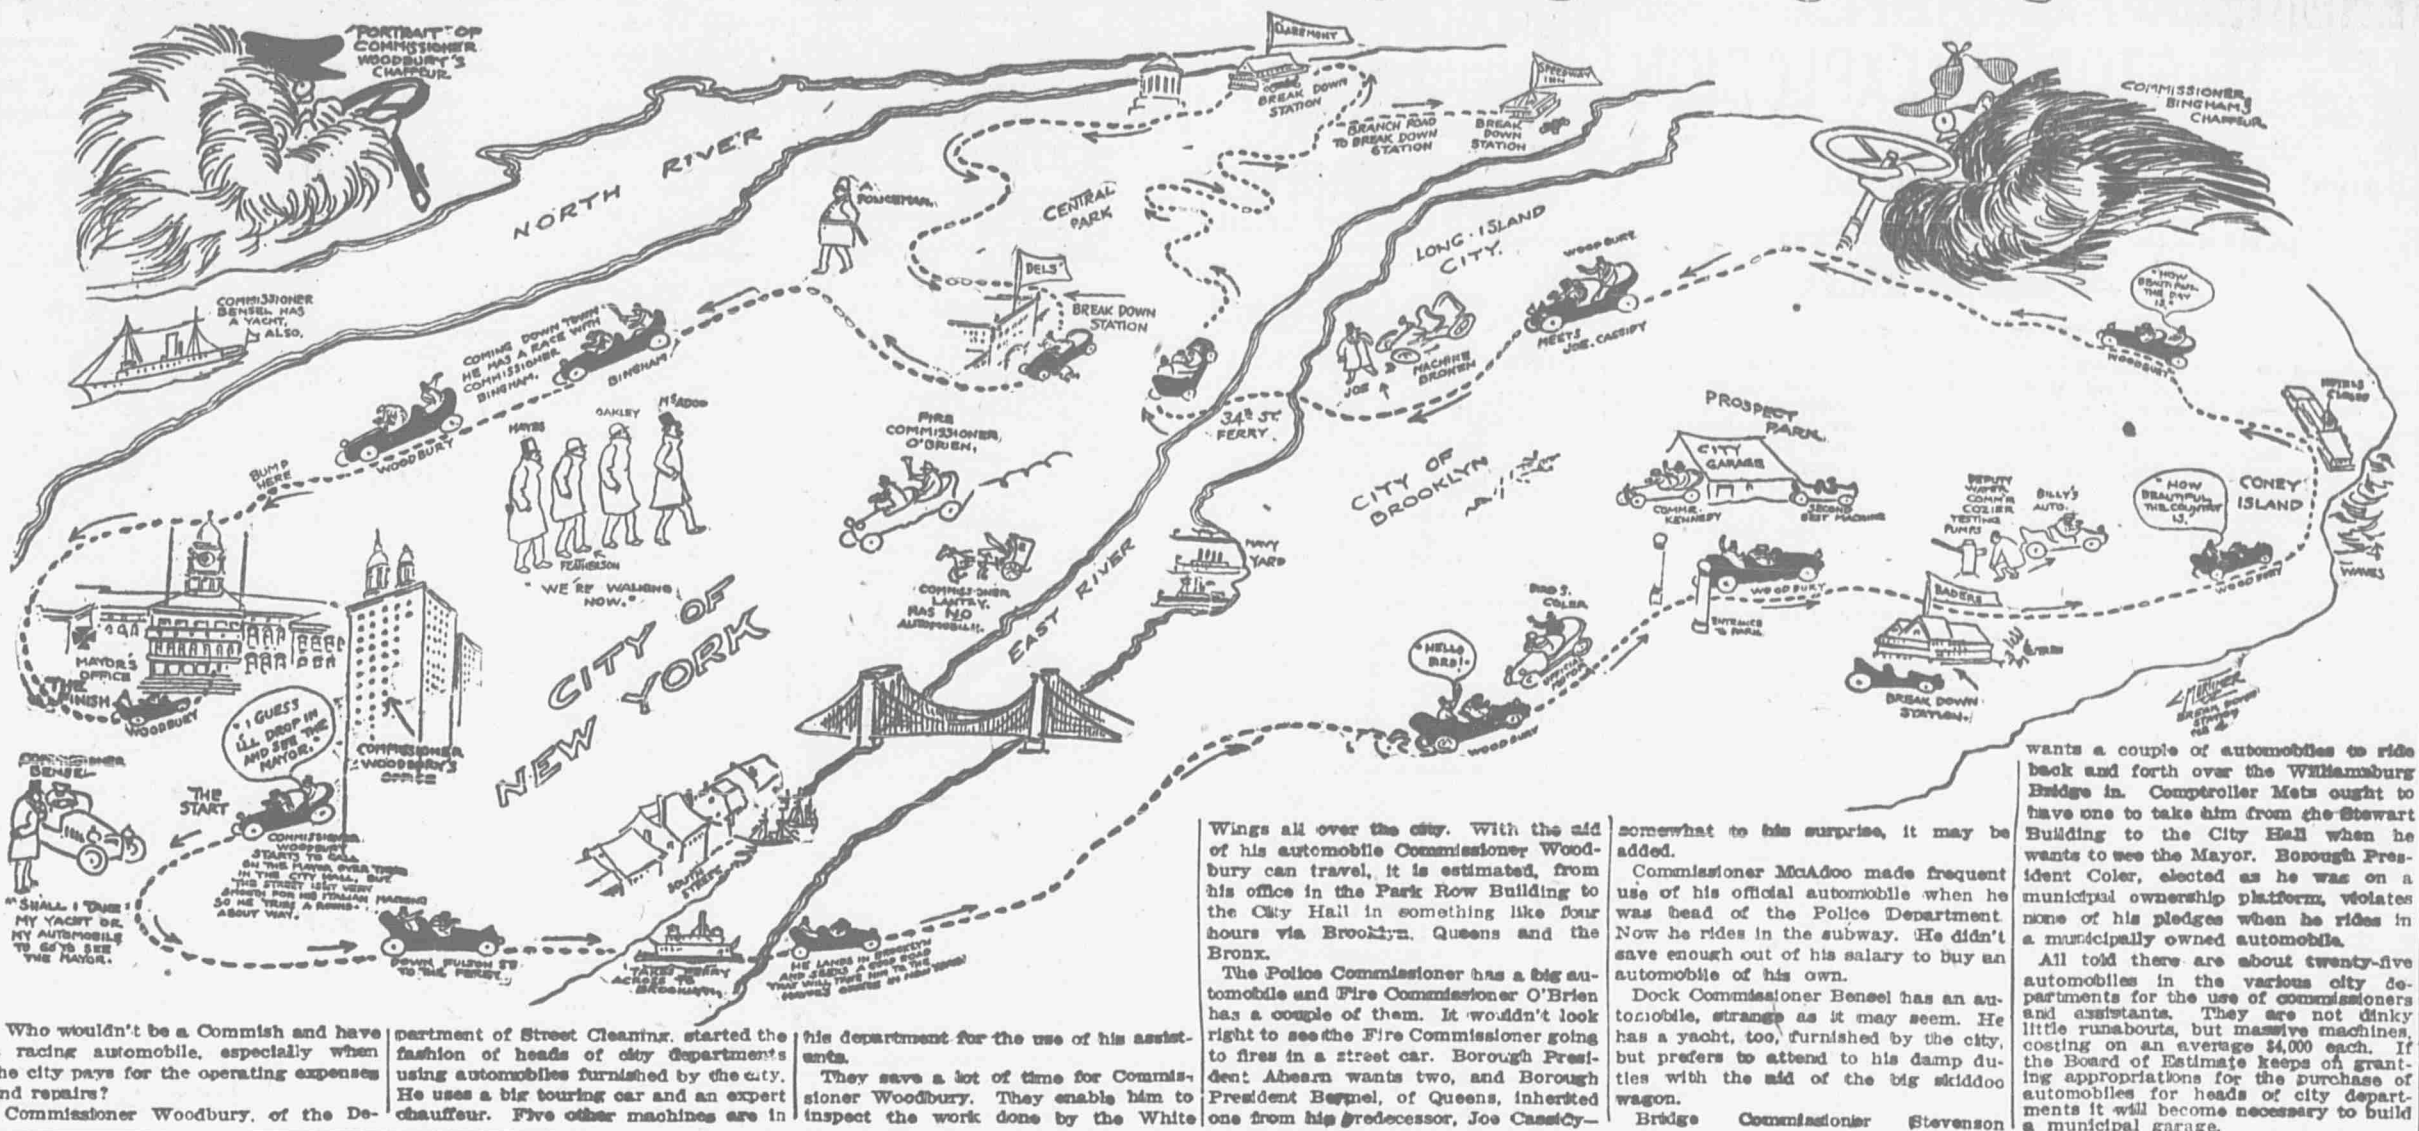 "PORTRAIT" OF
COMMISSIONER
WOODBURY'S
CHAFFEUR
CLAREMONT
BREAK DOWN
STATION
SPEEDWAY
INN
BRANCH ROAD
TO BREAK DOWN
STATION
BREAK
DOWN
STATION
COMMISSIONER
BINGHAM'S
CHAFFEUR
NORTH RIVER
A
POLICEMAN.
CENTRAL
PARK
LONG-ISLAND
CITY.
WOODBURY
MEETS
JOE. CASSIDY
DELS'
BREAK DOWN
STATION
"HOW
BEAUTIFUL
THE DAY
IS."
WOODBURY
COMMISSIONER
BENSEL HAS
A YACHT,
ALSO.
COMING DOWN TOWN
HE HAS A RACE WITH
COMMISSIONER
BINGHAM.
BINGHAM
WOODBURY
BUMP
HERE
JOE
MACHINE
BROKEN
34th ST.
FERRY.
HAYES
OAKLEY
McADOO
FEATHERSON
"WE'RE WALKING
NOW."
FIRE
COMMISSIONER
O'BRIEN,
COMMISSIONER
LANTRY.
HAS NO
AUTOMOBILE.
PROSPECT
PARK
CITY
GARAGE
COMMR.
KENNEDY
SECOND
BEST MACHINE
CITY OF
BROOKLYN
HOTELS
CLOSED
CONEY
ISLAND
"HOW
BEAUTIFUL
THE COUNTRY
IS."
WOODBURY
WAVES
DEPUTY
WATER
COMM'R
COZIER
TESTING
PUMPS
BILLY'S
AUTO.
NAVY
YARD
EAST RIVER
CITY OF
NEW YORK
ENTRANCE
TO PARK
WOODBURY
BADERS
BREAK DOWN
STATION.
BIRD S.
COLER
OFFICIAL
MOTOR
"HELLO
BIRD!"
WOODBURY
MAYOR'S
OFFICE
THE
FINISH
WOODBURY
"I GUESS
I'LL DROP IN
AND SEE THE
MAYOR."
COMMISSIONER
WOODBURY'S
OFFICE
COMMISSIONER
BENSEL
THE
START
COMMISSIONER
WOODBURY
STARTS TO CALL
ON THE MAYOR OVER THERE
IN THE CITY HALL, BUT
THE STREET ISN'T VERY
SMOOTH FOR HIS ITALIAN MACHINE
SO HE TAKES A ROUND-
ABOUT WAY.
"SHALL I TAKE
MY YACHT OR
MY AUTOMOBILE
TO GO TO SEE
THE MAYOR.
DOWN FULTON ST
TO THE FERRY.
SOUTH
STREET
TAKES FERRY
ACROSS TO
BROOKLYN,
HE LANDS IN BROOKLYN
AND SEEKS A GOOD ROAD
THAT WILL TAKE HIM TO THE
MAYOR'S OFFICE IN NEW YORK
Who wouldn't be a Commish and have
racing automobile, especially when
he city pays for the operating expenses
nd repairs?
Commissioner Woodbury, of the De-
partment of Street Cleaning, started the
fashion of heads of city departments
using automobiles furnished by the city.
He uses a big touring car and an expert
chauffeur. Five other machines are in
his department for the use of his assist-
ants.
They save a lot of time for Commis-
sioner Woodbury. They enable him to
inspect the work done by the White
Wings all over the city. With the aid
of his automobile Commissioner Wood-
bury can travel, it is estimated, from
his office in the Park Row Building to
the City Hall in something like four
hours via Brooklyn, Queens and the
Bronx.
The Police Commissioner has a big au-
tomobile and Fire Commissioner O'Brien
has a couple of them. It wouldn't look
right to see the Fire Commissioner going
to fires in a street car. Borough Presi-
dent Ahearn wants two, and Borough
President Bermel, of Queens, inherited
one from his predecessor, Joe Cassidy—
somewhat to his surprise, it may be
added.
Commissioner McAdoo made frequent
use of his official automobile when he
was head of the Police Department
Now he rides in the subway. He didn't
save enough out of his salary to buy an
automobile of his own.
Dock Commissioner Bensel has an au-
tomobile, strange as it may seem. He
has a yacht, too, furnished by the city,
but prefers to attend to his damp du-
ties with the aid of the big skiddoo
wagon.
Bridge Commissionier Stevenson
wants a couple of automobiles to ride
back and forth over the Williamsburg
Bridge in. Comptroller Metz ought to
have one to take him from the Stewart
Building to the City Hall when he
wants to see the Mayor. Borough Pres-
ident Coler, elected as he was on a
municipal ownership platform, violates
none of his pledges when he rides in
a municipally owned automobile.
All told there are about twenty-five
automobiles in the various city de-
partments for the use of commissioners
and assistants. They are not dinky
little runabouts, but massive machines,
costing on an average $4,000 each. If
the Board of Estimate keeps on grant-
ing appropriations for the purchase of
automobiles for heads of city depart-
ments it will become necessary to build
a municipal garage.